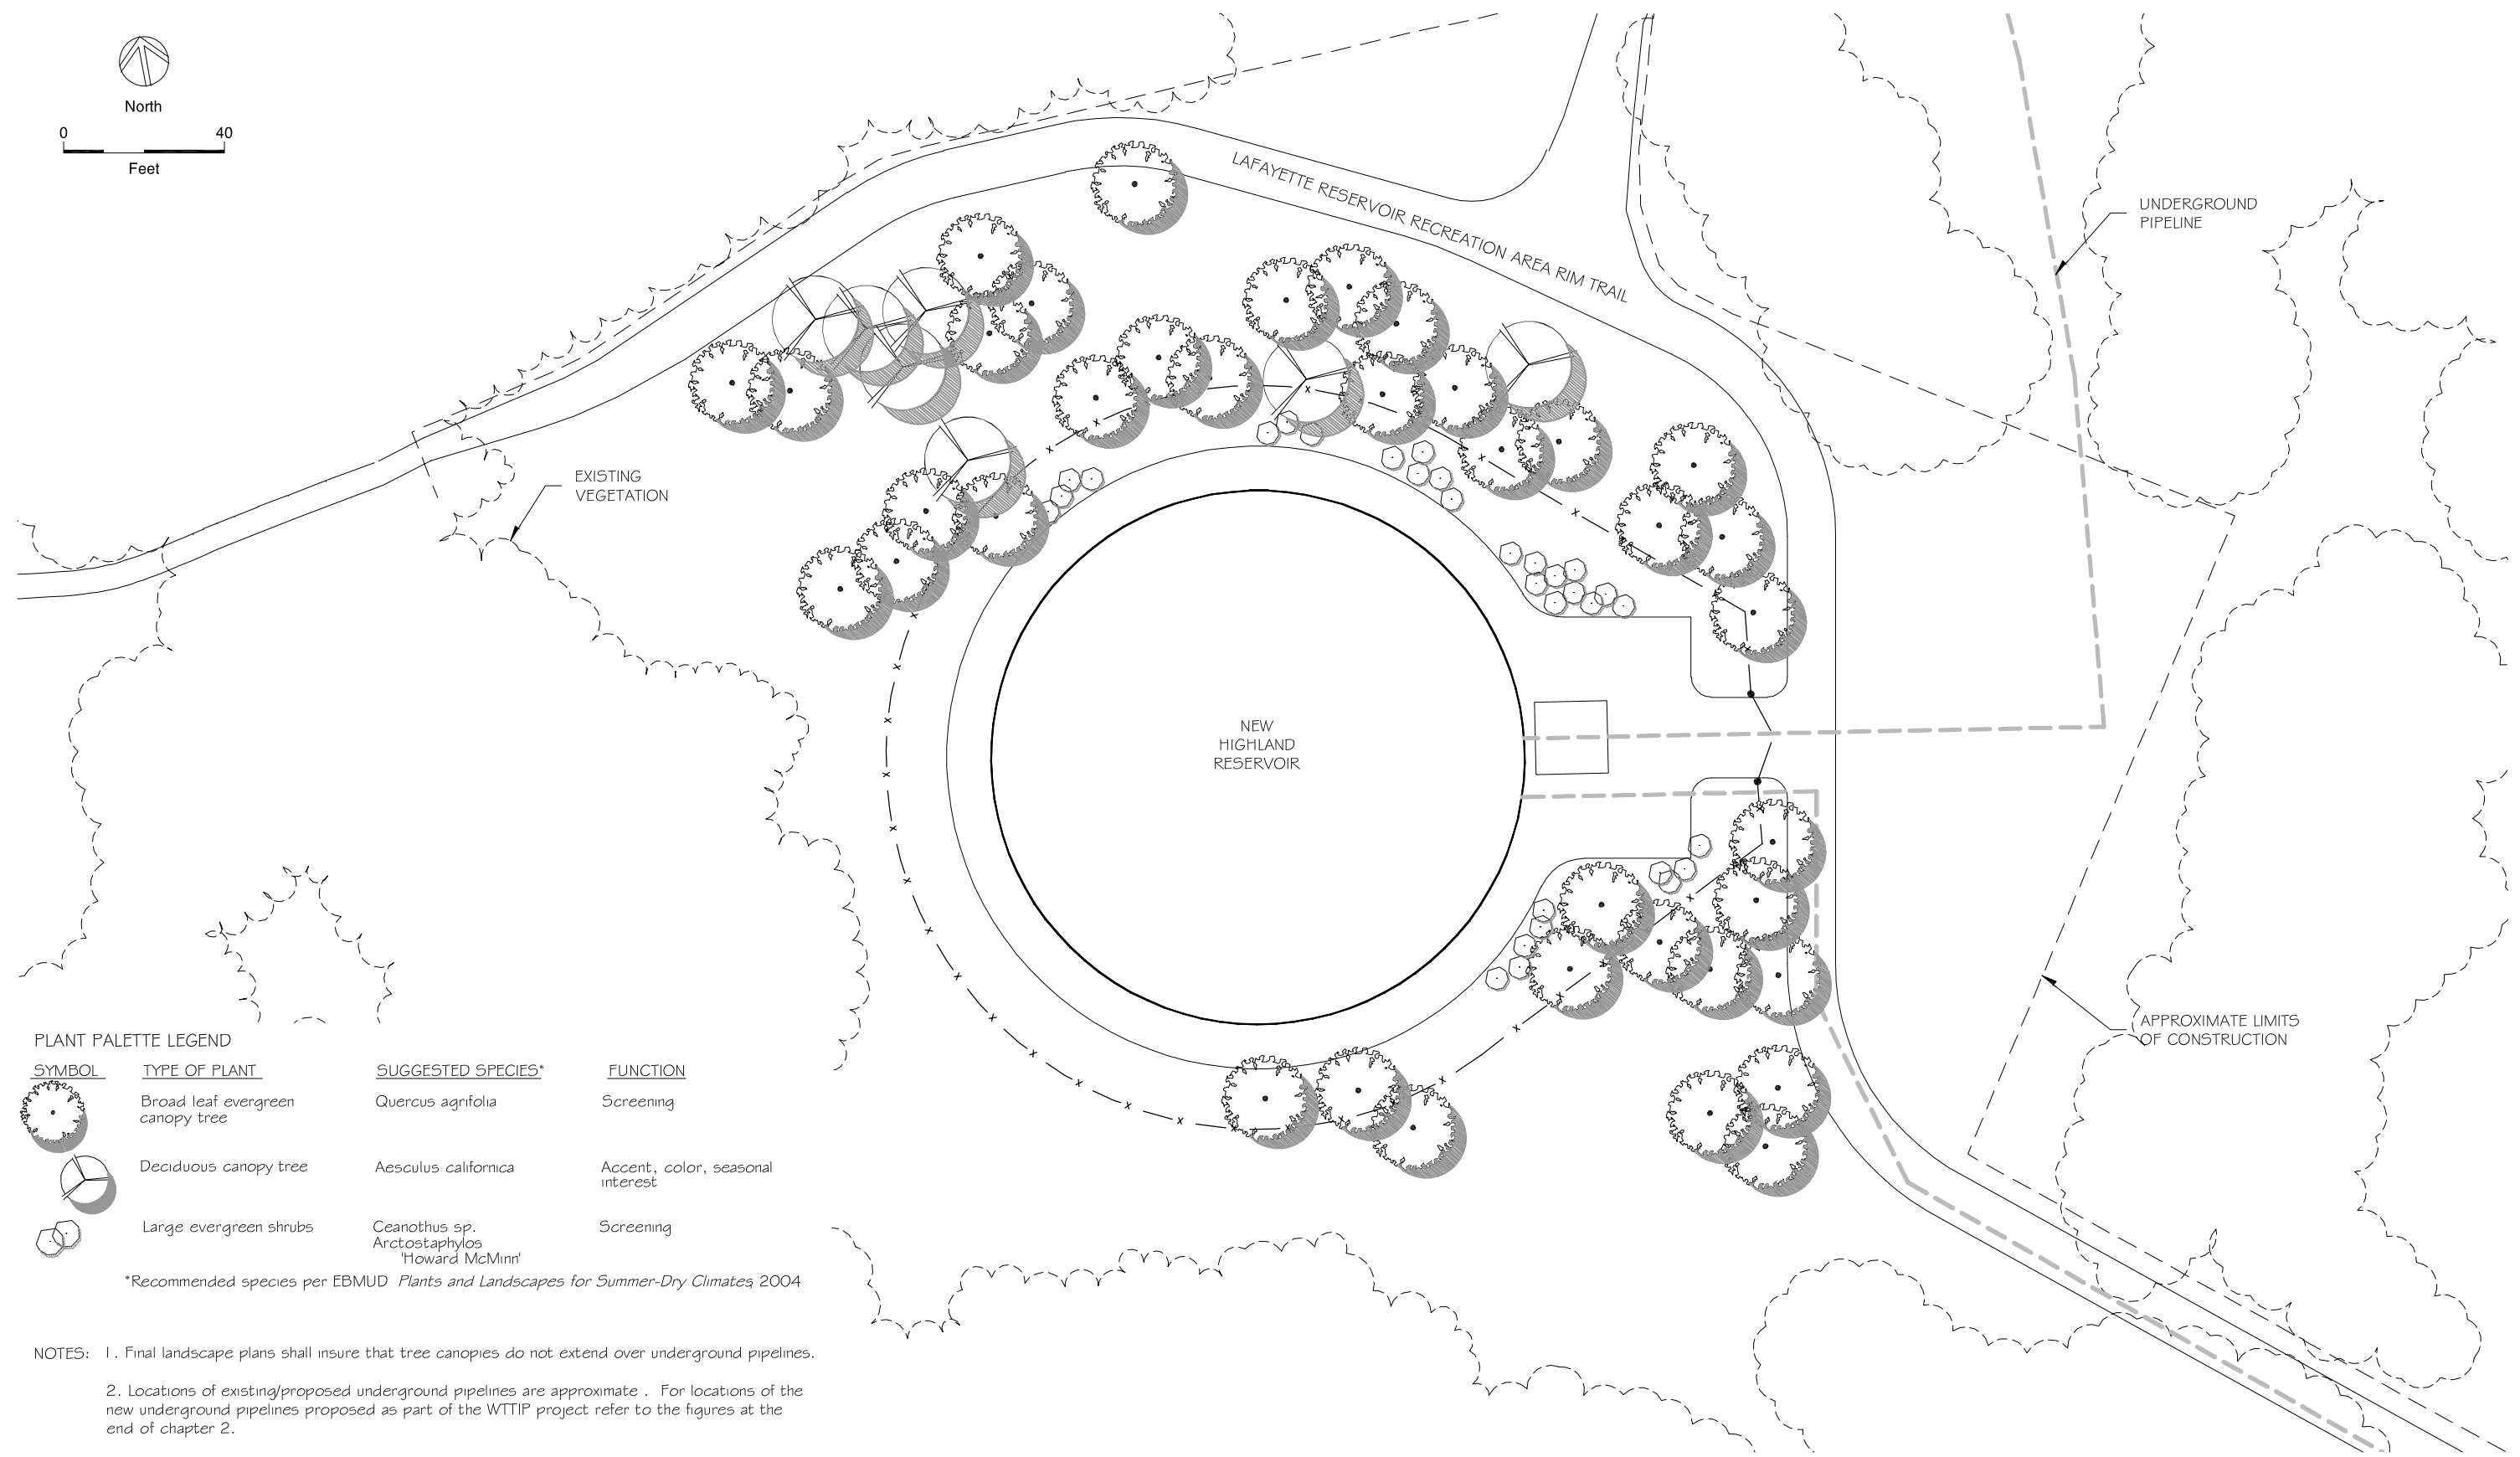 North
0 40
Feet
LAFAYETTE RESERVOIR RECREATION AREA RIM TRAIL
UNDERGROUND
PIPELINE
EXISTING
VEGETATION
NEW
HIGHLAND
RESERVOIR
APPROXIMATE LIMITS
OF CONSTRUCTION
PLANT PALETTE LEGEND
SYMBOL TYPE OF PLANT SUGGESTED SPECIES* FUNCTION
Broad leaf evergreen Quercus agrifolia Screening
canopy tree
Deciduous canopy tree Aesculus californica Accent, color, seasonal
interest
Large evergreen shrubs Ceanothus sp. Screening
Arctostaphylos
'Howard McMinn'
*Recommended species per EBMUD Plants and Landscapes for Summer-Dry Climates, 2004
NOTES: 1. Final landscape plans shall insure that tree canopies do not extend over underground pipelines.
2. Locations of existing/proposed underground pipelines are approximate . For locations of the
new underground pipelines proposed as part of the WTTIP project refer to the figures at the
end of chapter 2.